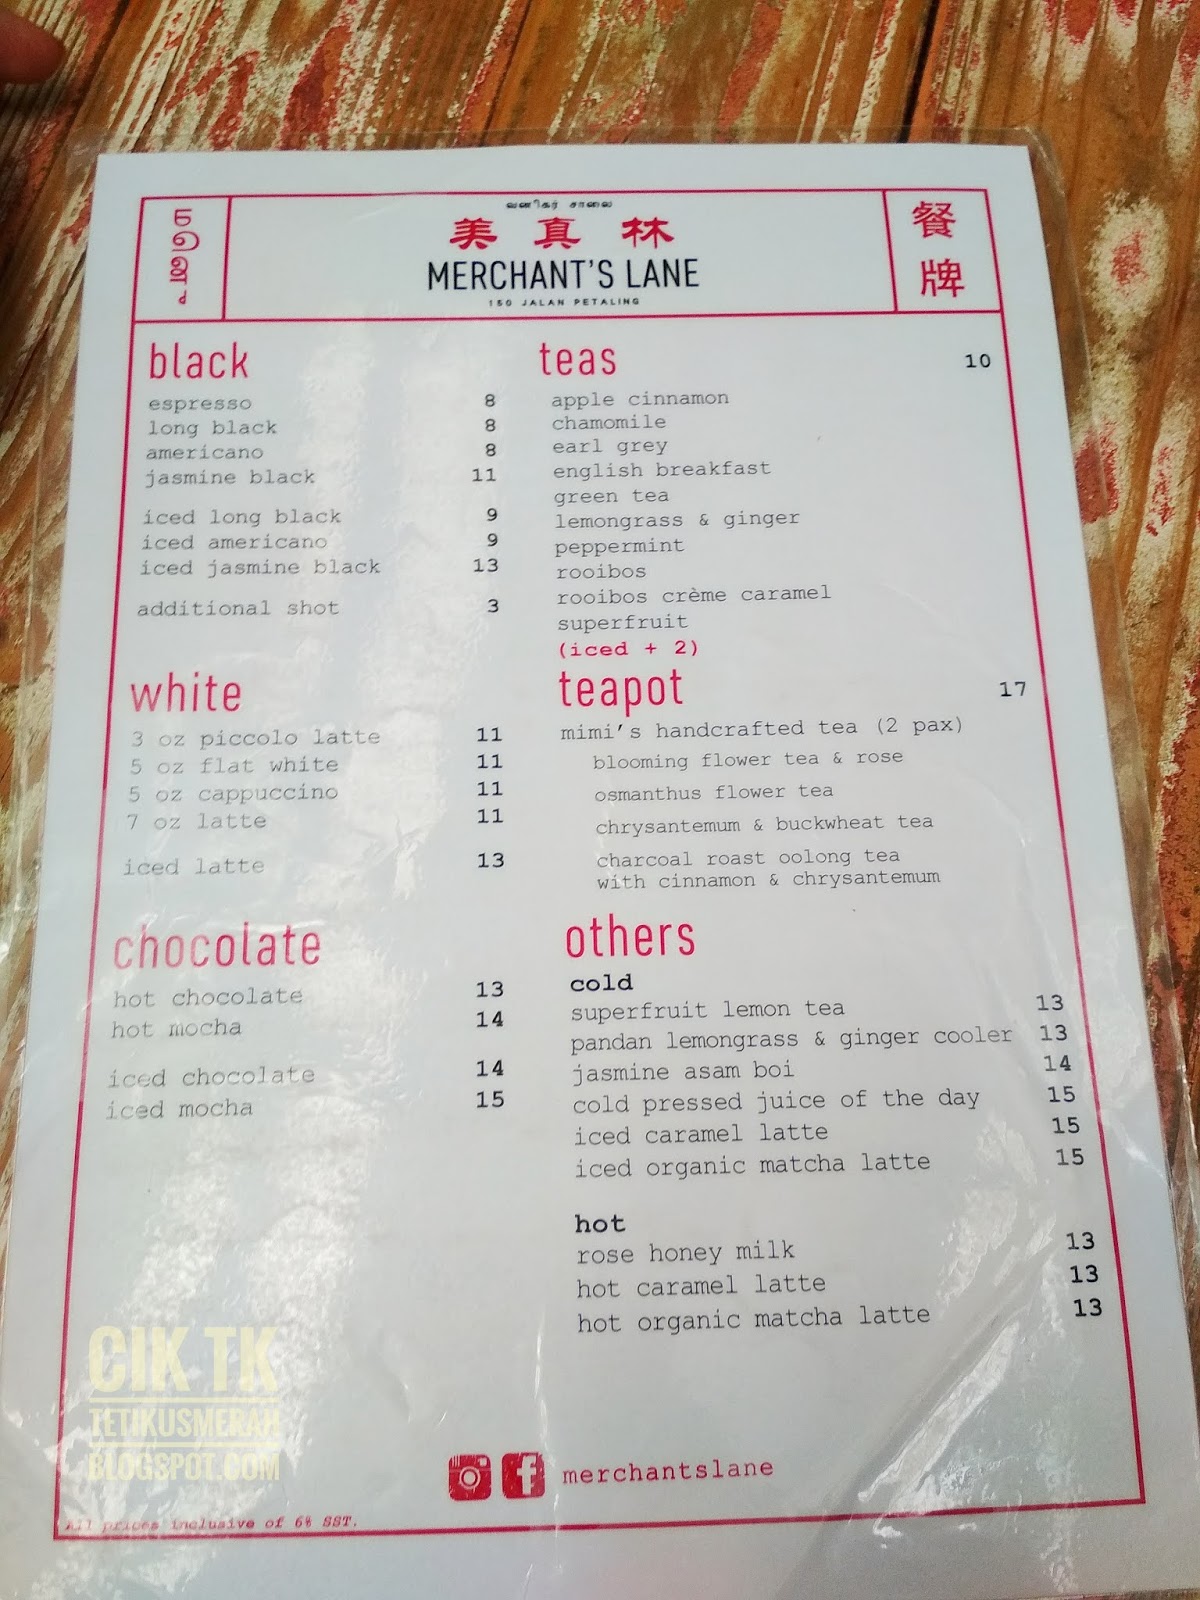 வணிகர் சாலை
美真林
MERCHANT'S LANE
150 JALAN PETALING
மெனு
餐牌
black
espresso 8
long black 8
americano 8
jasmine black 11
iced long black 9
iced americano 9
iced jasmine black 13
additional shot 3
white
3 oz piccolo latte 11
5 oz flat white 11
5 oz cappuccino 11
7 oz latte 11
iced latte 13
chocolate
hot chocolate 13
hot mocha 14
iced chocolate 14
iced mocha 15
teas 10
apple cinnamon
chamomile
earl grey
english breakfast
green tea
lemongrass & ginger
peppermint
rooibos
rooibos crème caramel
superfruit
(iced + 2)
teapot 17
mimi's handcrafted tea (2 pax)
blooming flower tea & rose
osmanthus flower tea
chrysantemum & buckwheat tea
charcoal roast oolong tea
with cinnamon & chrysantemum
others
cold
superfruit lemon tea 13
pandan lemongrass & ginger cooler 13
jasmine asam boi 14
cold pressed juice of the day 15
iced caramel latte 15
iced organic matcha latte 15
hot
rose honey milk 13
hot caramel latte 13
hot organic matcha latte 13
CIK TK
TETIKUSMERAH
BLOGSPOT.COM
merchantslane
All prices inclusive of 6% SST.